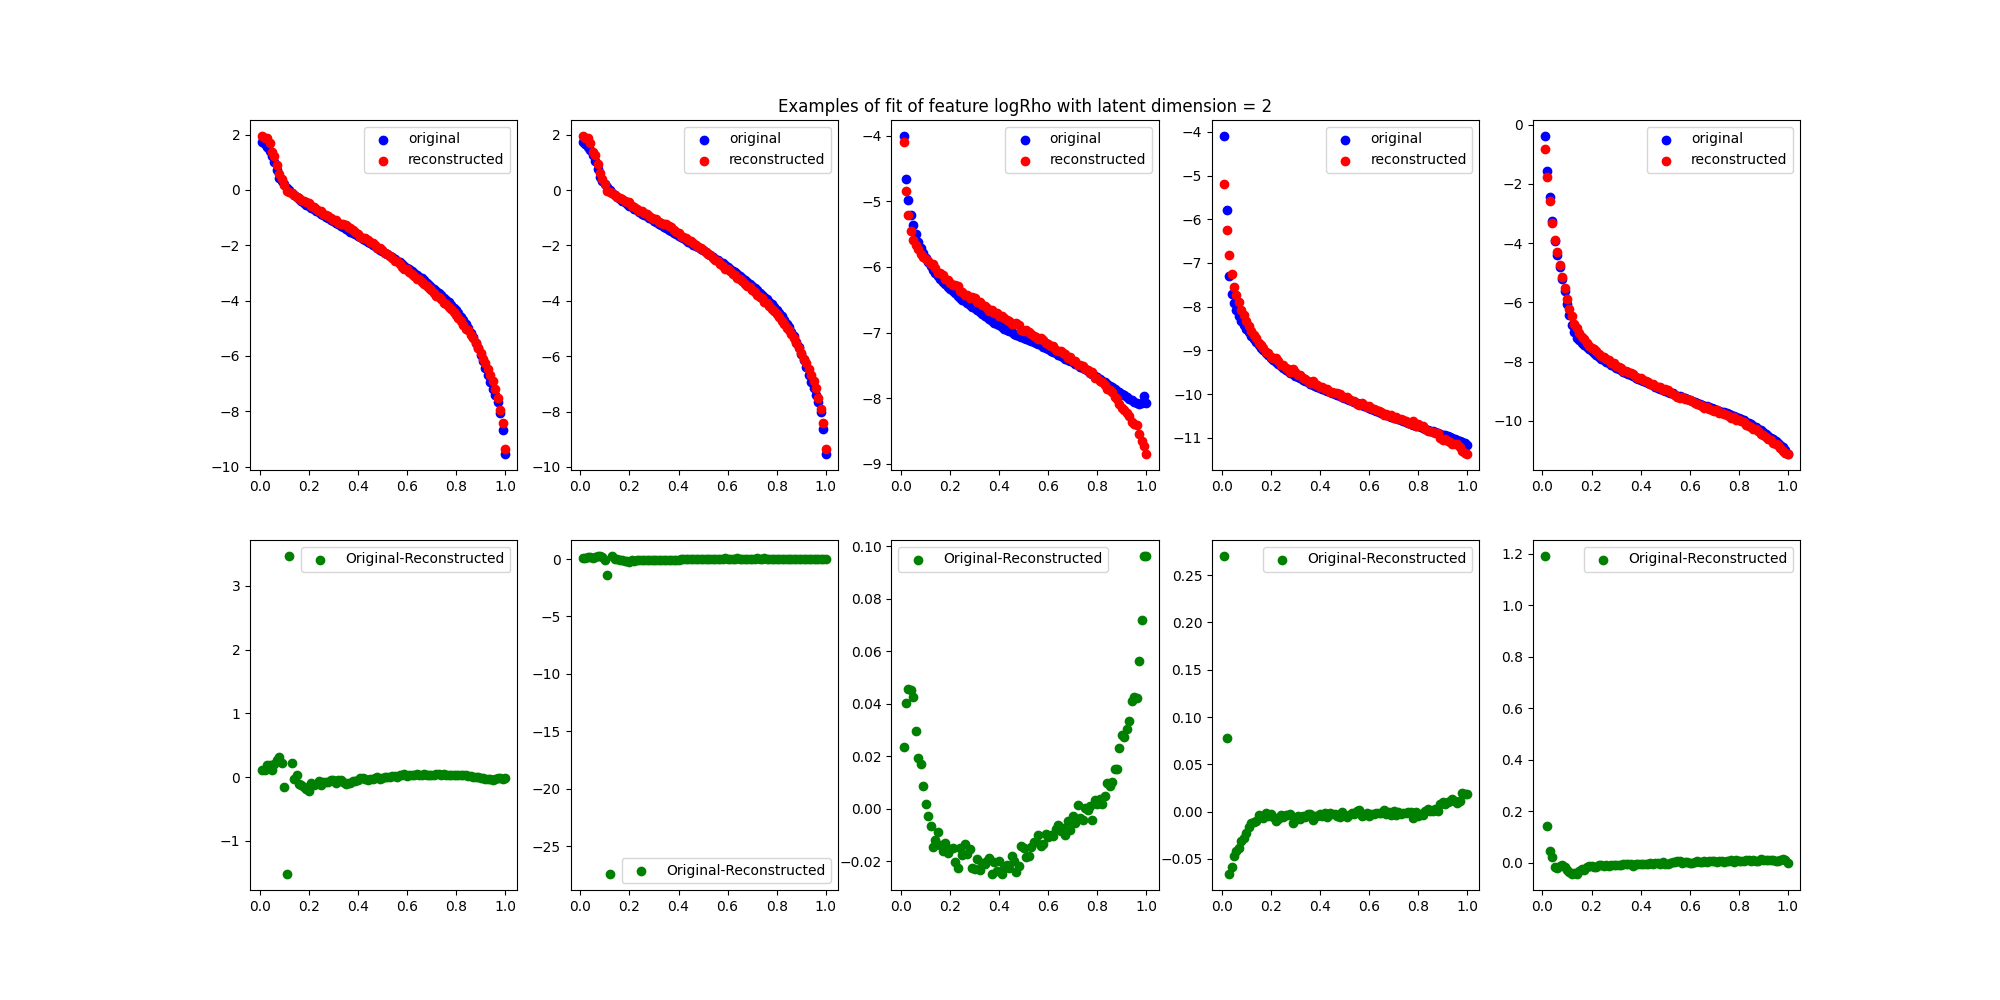 Examples of fit of feature logRho with latent dimension = 2
original
reconstructed
2
0
−2
−4
−6
−8
−10
0.0 0.2 0.4 0.6 0.8 1.0
original
reconstructed
2
0
−2
−4
−6
−8
−10
0.0 0.2 0.4 0.6 0.8 1.0
original
reconstructed
−4
−5
−6
−7
−8
−9
0.0 0.2 0.4 0.6 0.8 1.0
original
reconstructed
−4
−5
−6
−7
−8
−9
−10
−11
0.0 0.2 0.4 0.6 0.8 1.0
original
reconstructed
0
−2
−4
−6
−8
−10
0.0 0.2 0.4 0.6 0.8 1.0
Original-Reconstructed
3
2
1
0
−1
0.0 0.2 0.4 0.6 0.8 1.0
0
−5
−10
−15
−20
−25
Original-Reconstructed
0.0 0.2 0.4 0.6 0.8 1.0
Original-Reconstructed
0.10
0.08
0.06
0.04
0.02
0.00
−0.02
0.0 0.2 0.4 0.6 0.8 1.0
Original-Reconstructed
0.25
0.20
0.15
0.10
0.05
0.00
−0.05
0.0 0.2 0.4 0.6 0.8 1.0
Original-Reconstructed
1.2
1.0
0.8
0.6
0.4
0.2
0.0
0.0 0.2 0.4 0.6 0.8 1.0